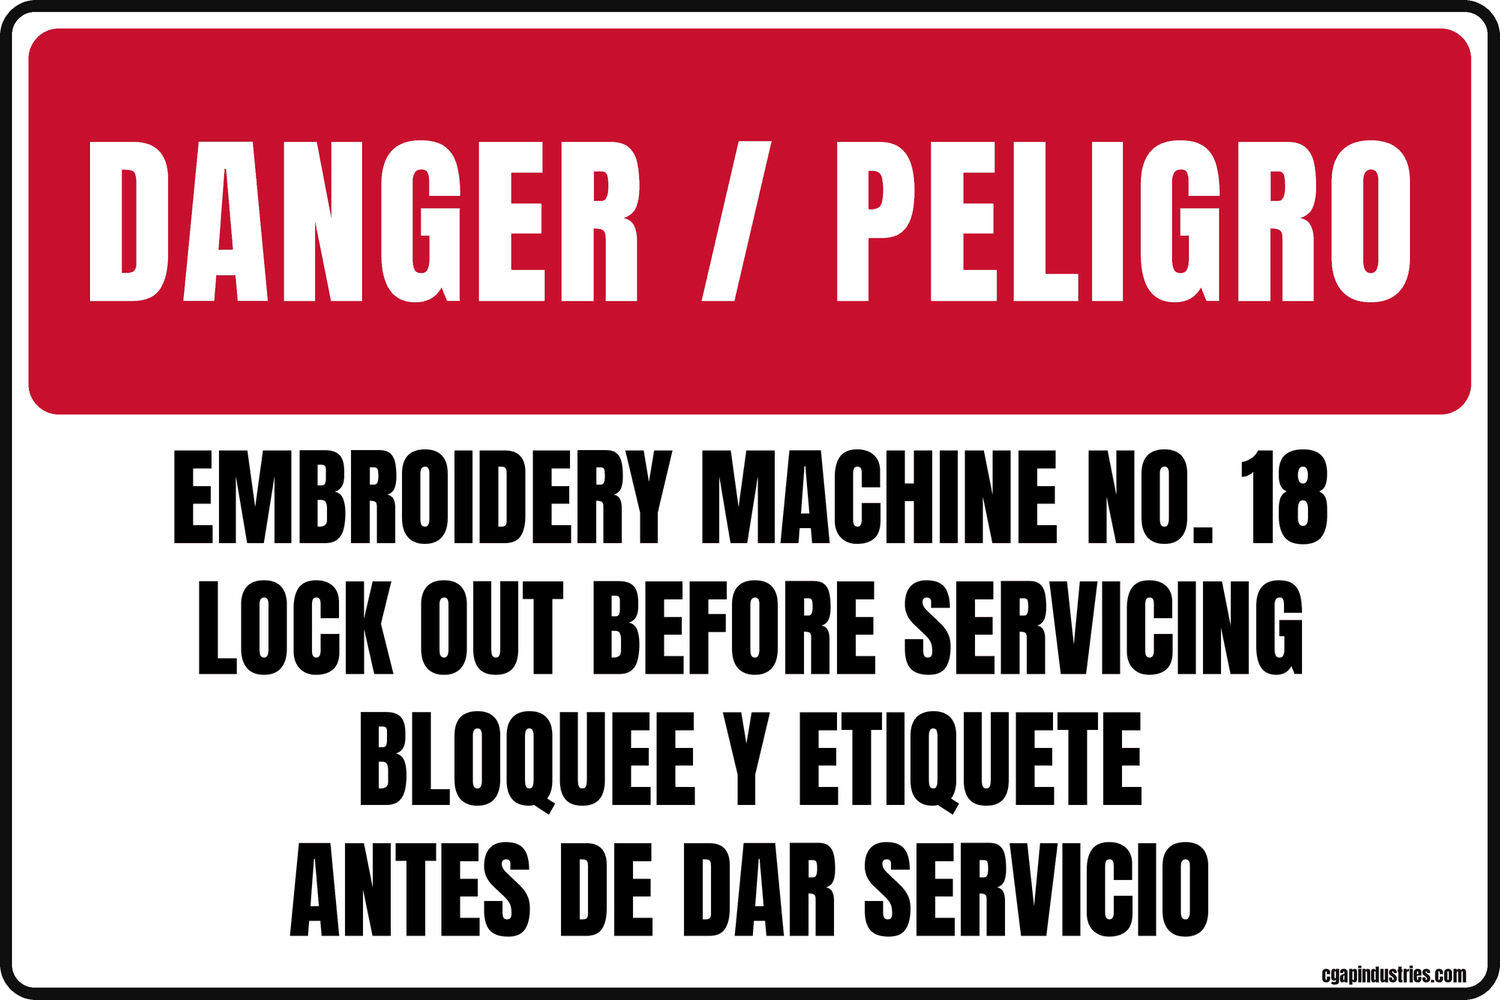 DANGER / PELIGRO
EMBROIDERY MACHINE NO. 18
LOCK OUT BEFORE SERVICING
BLOQUEE Y ETIQUETE
ANTES DE DAR SERVICIO
cgapindustries.com